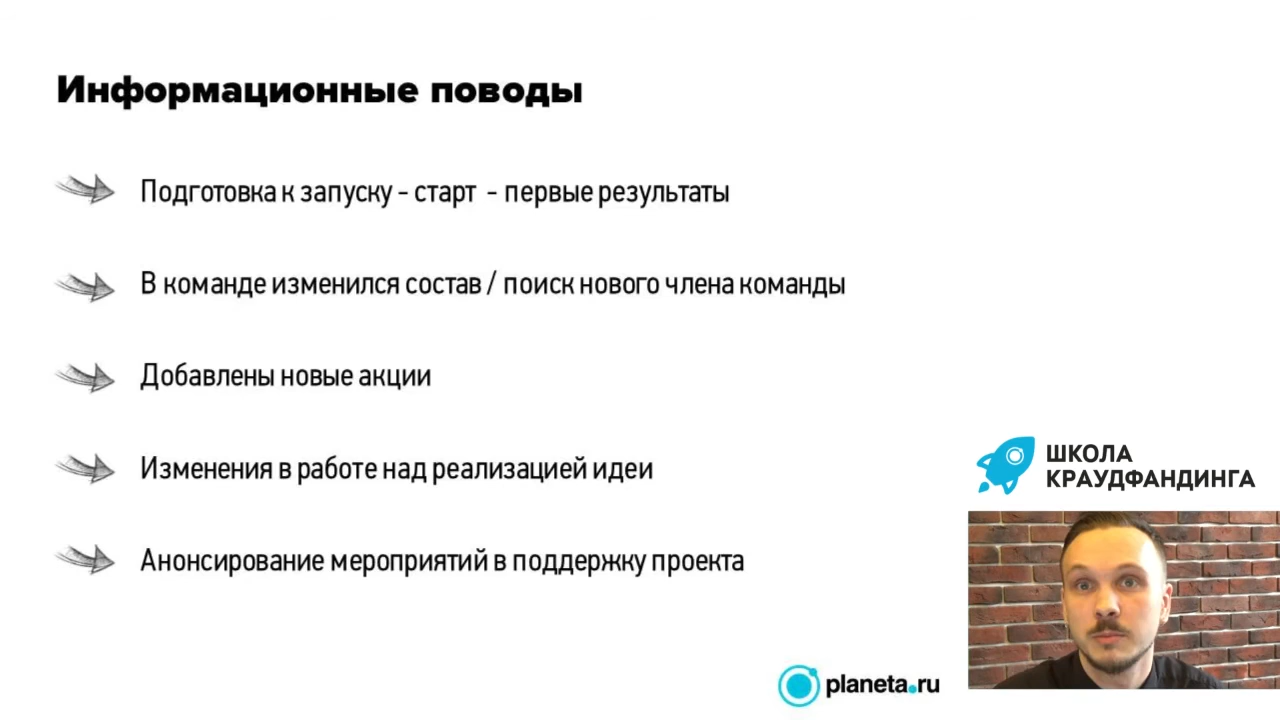 Информационные поводы
Подготовка к запуску - старт - первые результаты
В команде изменился состав / поиск нового члена команды
Добавлены новые акции
Изменения в работе над реализацией идеи
Анонсирование мероприятий в поддержку проекта
ШКОЛА
КРАУДФАНДИНГА
planeta.ru